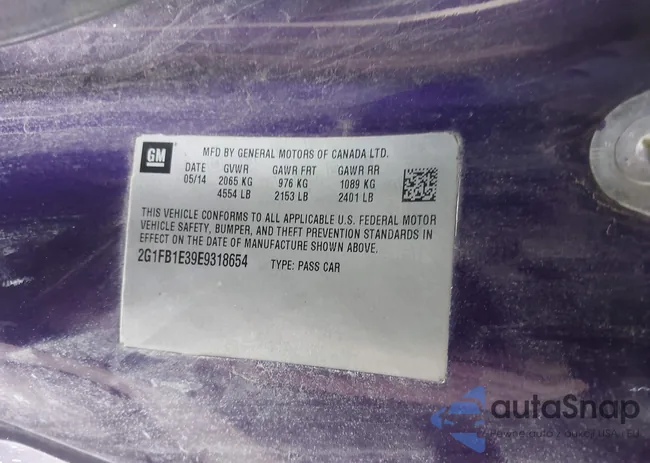 GM
MFD BY GENERAL MOTORS OF CANADA LTD.
DATE GVWR GAWR FRT GAWR RR
05/14 2065 KG 976 KG 1089 KG
4554 LB 2153 LB 2401 LB
THIS VEHICLE CONFORMS TO ALL APPLICABLE U.S. FEDERAL MOTOR
VEHICLE SAFETY, BUMPER, AND THEFT PREVENTION STANDARDS IN
EFFECT ON THE DATE OF MANUFACTURE SHOWN ABOVE.
2G1FB1E39E9318654 TYPE: PASS CAR
autaSnap